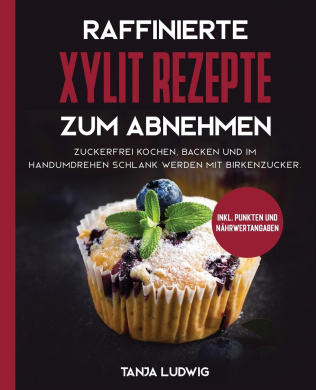 RAFFINIERTE
XYLIT REZEPTE
ZUM ABNEHMEN
ZUCKERFREI KOCHEN, BACKEN UND IM
HANDUMDREHEN SCHLANK WERDEN MIT BIRKENZUCKER.
INKL. PUNKTEN UND
NÄHRWERTANGABEN
TANJA LUDWIG